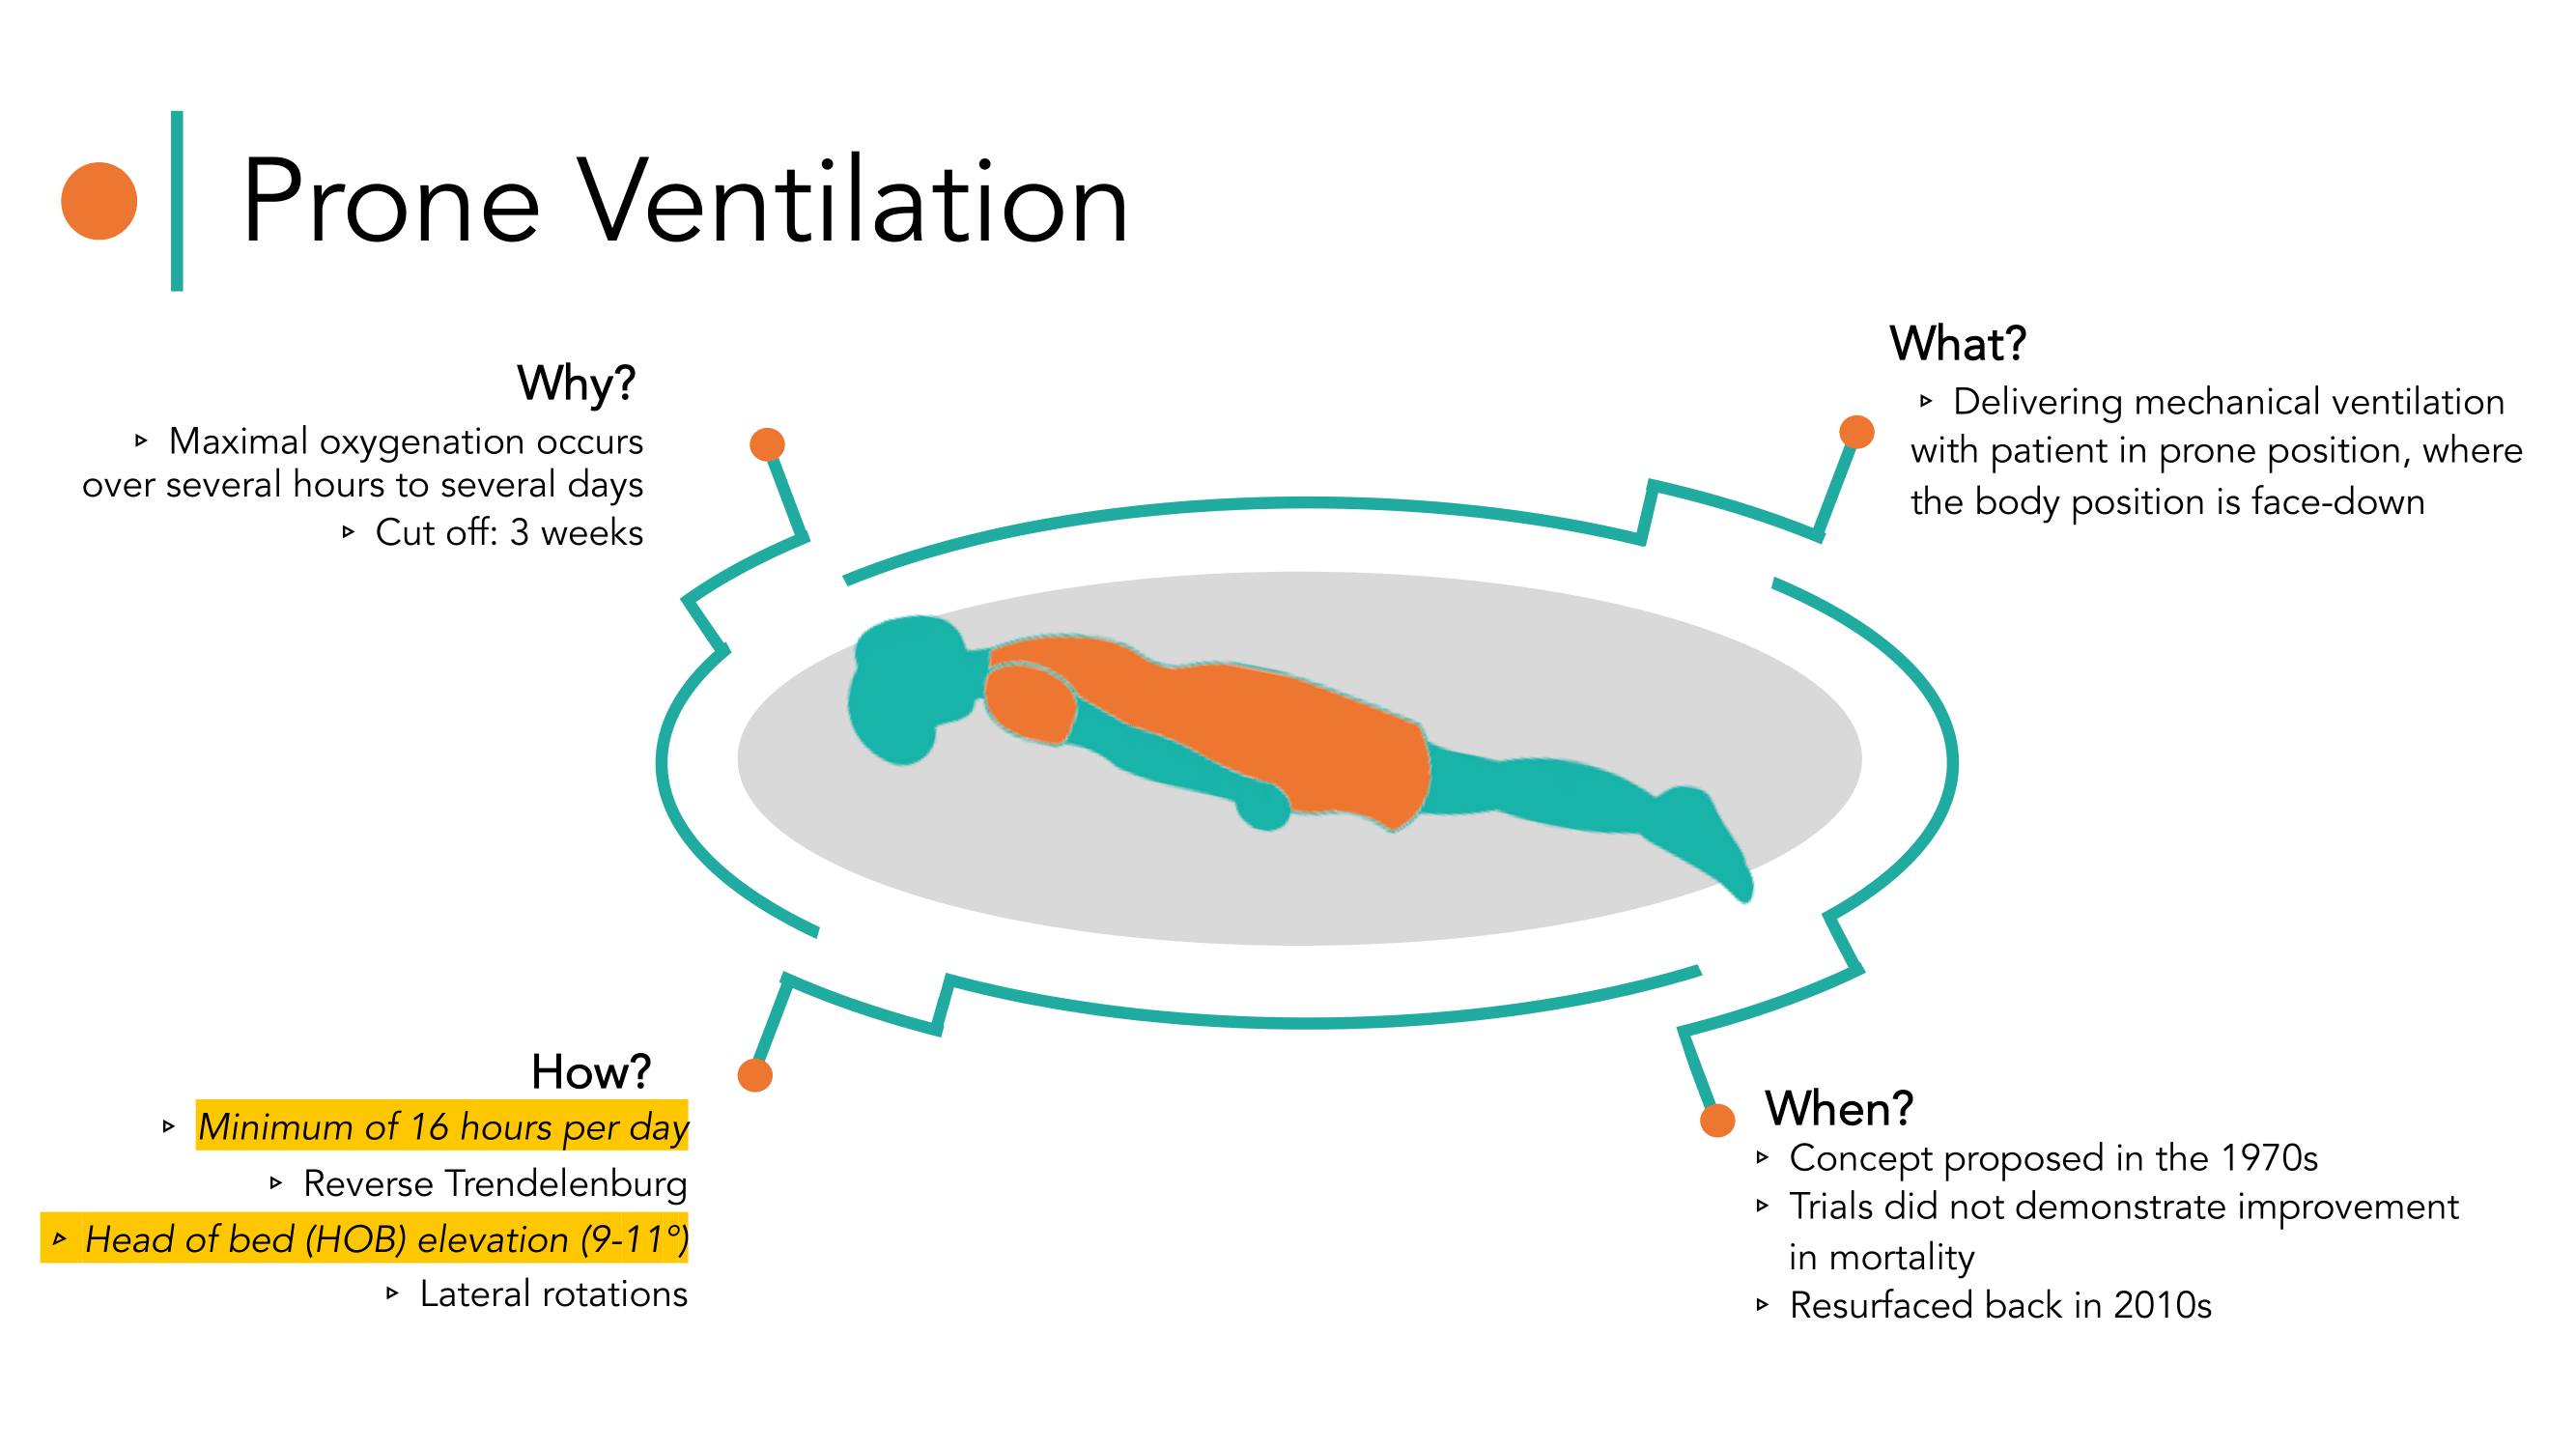 Prone Ventilation
Why?
▹ Maximal oxygenation occurs
over several hours to several days
▹ Cut off: 3 weeks
What?
▹ Delivering mechanical ventilation
with patient in prone position, where
the body position is face-down
How?
▹ Minimum of 16 hours per day
▹ Reverse Trendelenburg
▹ Head of bed (HOB) elevation (9-11°)
▹ Lateral rotations
When?
▹ Concept proposed in the 1970s
▹ Trials did not demonstrate improvement
in mortality
▹ Resurfaced back in 2010s